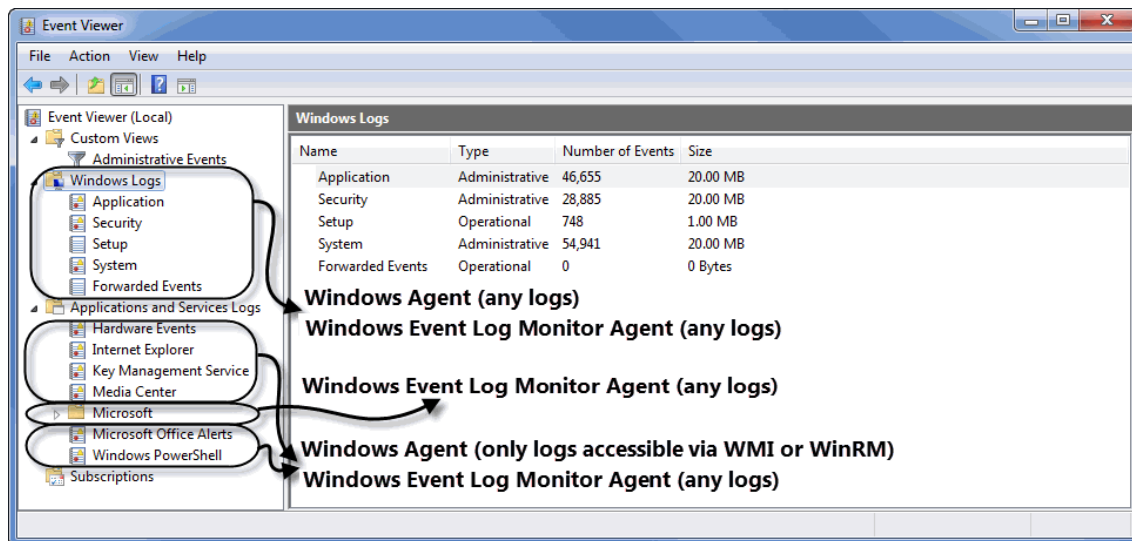 Event Viewer
File Action View Help
Event Viewer (Local)
Custom Views
Administrative Events
Windows Logs
Application
Security
Setup
System
Forwarded Events
Applications and Services Logs
Hardware Events
Internet Explorer
Key Management Service
Media Center
Microsoft
Microsoft Office Alerts
Windows PowerShell
Subscriptions
Windows Logs
Name Type Number of Events Size
Application Administrative 46,655 20.00 MB
Security Administrative 28,885 20.00 MB
Setup Operational 748 1.00 MB
System Administrative 54,941 20.00 MB
Forwarded Events Operational 0 0 Bytes
Windows Agent (any logs)
Windows Event Log Monitor Agent (any logs)
Windows Event Log Monitor Agent (any logs)
Windows Agent (only logs accessible via WMI or WinRM)
Windows Event Log Monitor Agent (any logs)